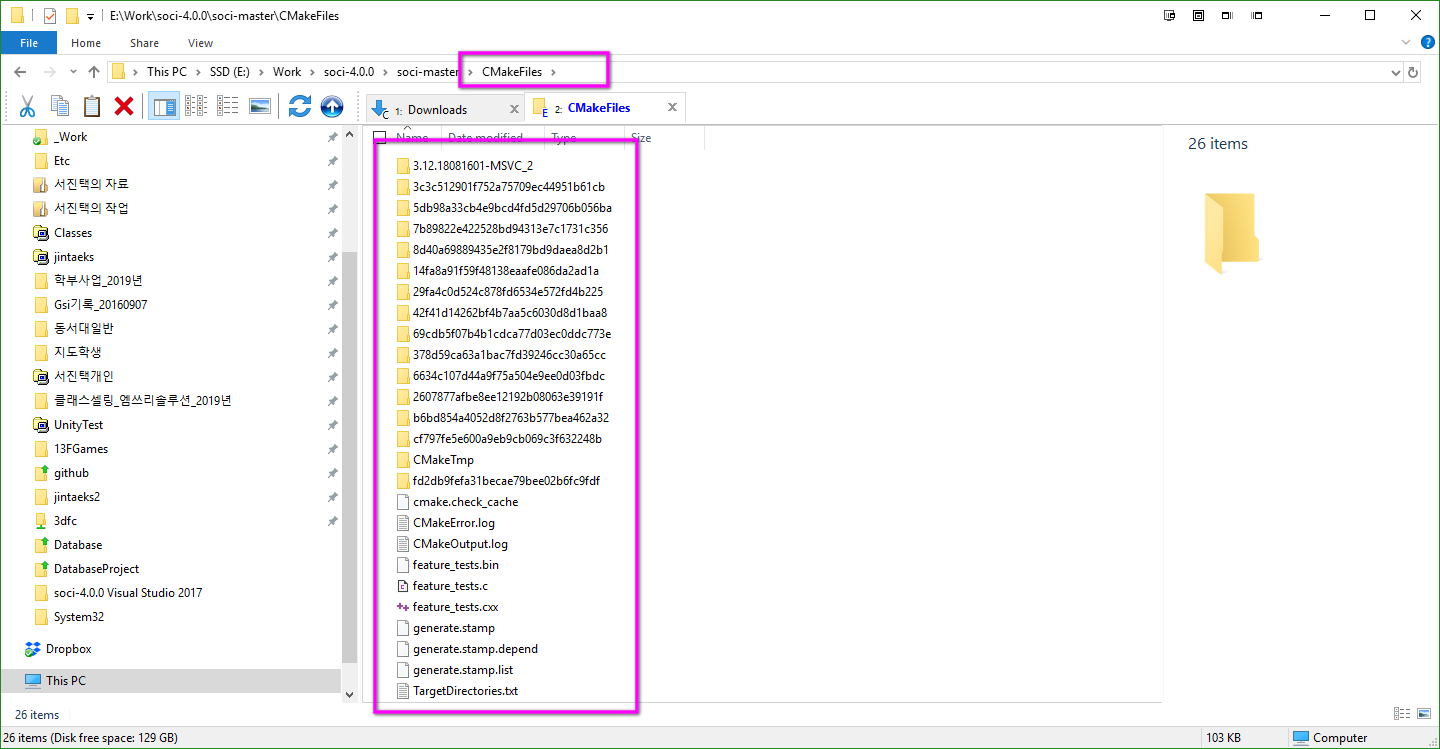 E:\Work\soci-4.0.0\soci-master\CMakeFiles
File Home Share View
This PC > SSD (E:) > Work > soci-4.0.0 > soci-master > CMakeFiles >
1: Downloads 2: CMakeFiles
_Work
Etc
서진택의 자료
서진택의 작업
Classes
jintaeks
학부사업_2019년
Gsi기록_20160907
동서대일반
지도학생
서진택개인
클래스셀링_엠쓰리솔루션_2019년
UnityTest
13FGames
github
jintaeks2
3dfc
Database
DatabaseProject
soci-4.0.0 Visual Studio 2017
System32
Dropbox
This PC
Name Date modified Type Size
3.12.18081601-MSVC_2
3c3c512901f752a75709ec44951b61cb
5db98a33cb4e9bcd4fd5d29706b056ba
7b89822e422528bd94313e7c1731c356
8d40a69889435e2f8179bd9daea8d2b1
14fa8a91f59f48138eaafe086da2ad1a
29fa4c0d524c878fd6534e572fd4b225
42f41d14262bf4b7aa5c6030d8d1baa8
69cdb5f07b4b1cdca77d03ec0ddc773e
378d59ca63a1bac7fd39246cc30a65cc
6634c107d44a9f75a504e9ee0d03fbdc
2607877afbe8ee12192b08063e39191f
b6bd854a4052d8f2763b577bea462a32
cf797fe5e600a9eb9cb069c3f632248b
CMakeTmp
fd2db9fefa31becae79bee02b6fc9fdf
cmake.check_cache
CMakeError.log
CMakeOutput.log
feature_tests.bin
feature_tests.c
feature_tests.cxx
generate.stamp
generate.stamp.depend
generate.stamp.list
TargetDirectories.txt
26 items
26 items
26 items (Disk free space: 129 GB) 103 KB Computer